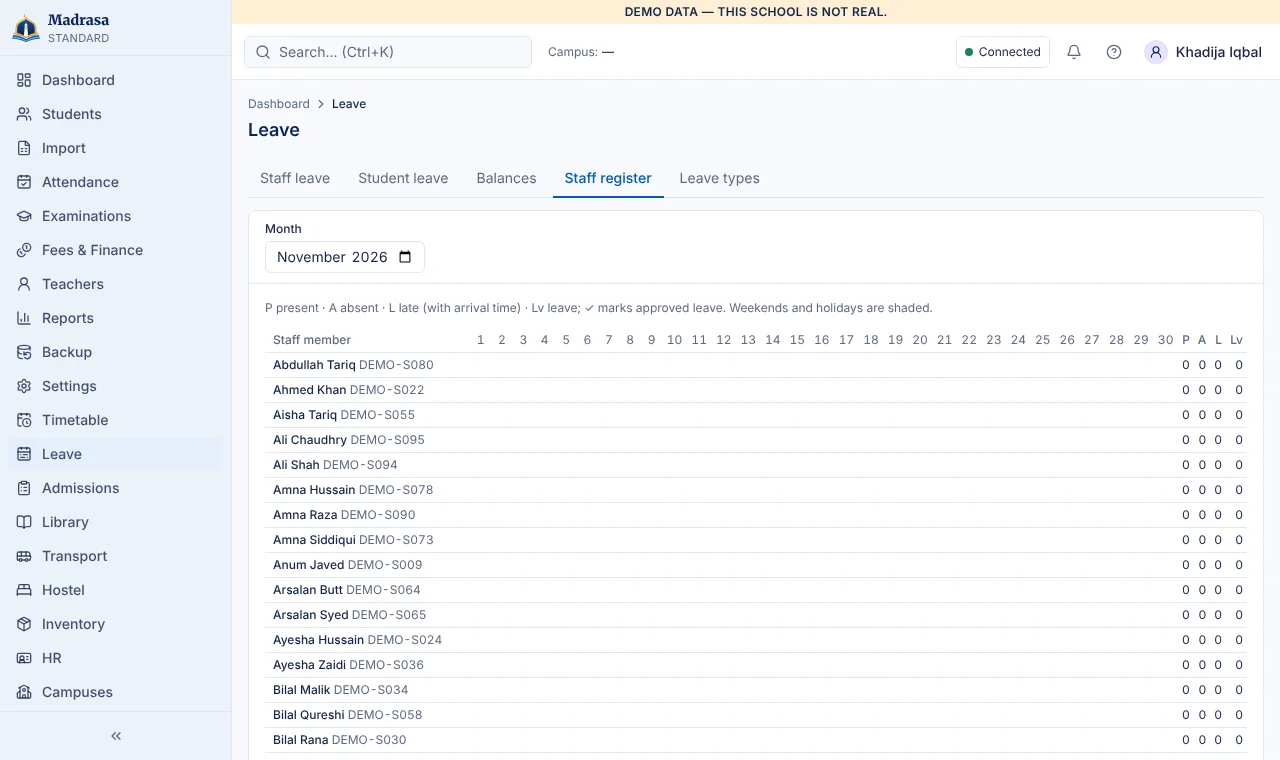 DEMO DATA — THIS SCHOOL IS NOT REAL.
Madrasa
STANDARD
Search... (Ctrl+K)
Campus: —
Connected
Khadija Iqbal
Dashboard
Students
Import
Attendance
Examinations
Fees & Finance
Teachers
Reports
Backup
Settings
Timetable
Leave
Admissions
Library
Transport
Hostel
Inventory
HR
Campuses
Dashboard > Leave
Leave
Staff leave Student leave Balances Staff register Leave types
Month
November 2026
P present · A absent · L late (with arrival time) · Lv leave; ✓ marks approved leave. Weekends and holidays are shaded.
Staff member 1 2 3 4 5 6 7 8 9 10 11 12 13 14 15 16 17 18 19 20 21 22 23 24 25 26 27 28 29 30 P A L Lv
Abdullah Tariq DEMO-S080 0 0 0 0
Ahmed Khan DEMO-S022 0 0 0 0
Aisha Tariq DEMO-S055 0 0 0 0
Ali Chaudhry DEMO-S095 0 0 0 0
Ali Shah DEMO-S094 0 0 0 0
Amna Hussain DEMO-S078 0 0 0 0
Amna Raza DEMO-S090 0 0 0 0
Amna Siddiqui DEMO-S073 0 0 0 0
Anum Javed DEMO-S009 0 0 0 0
Arsalan Butt DEMO-S064 0 0 0 0
Arsalan Syed DEMO-S065 0 0 0 0
Ayesha Hussain DEMO-S024 0 0 0 0
Ayesha Zaidi DEMO-S036 0 0 0 0
Bilal Malik DEMO-S034 0 0 0 0
Bilal Qureshi DEMO-S058 0 0 0 0
Bilal Rana DEMO-S030 0 0 0 0